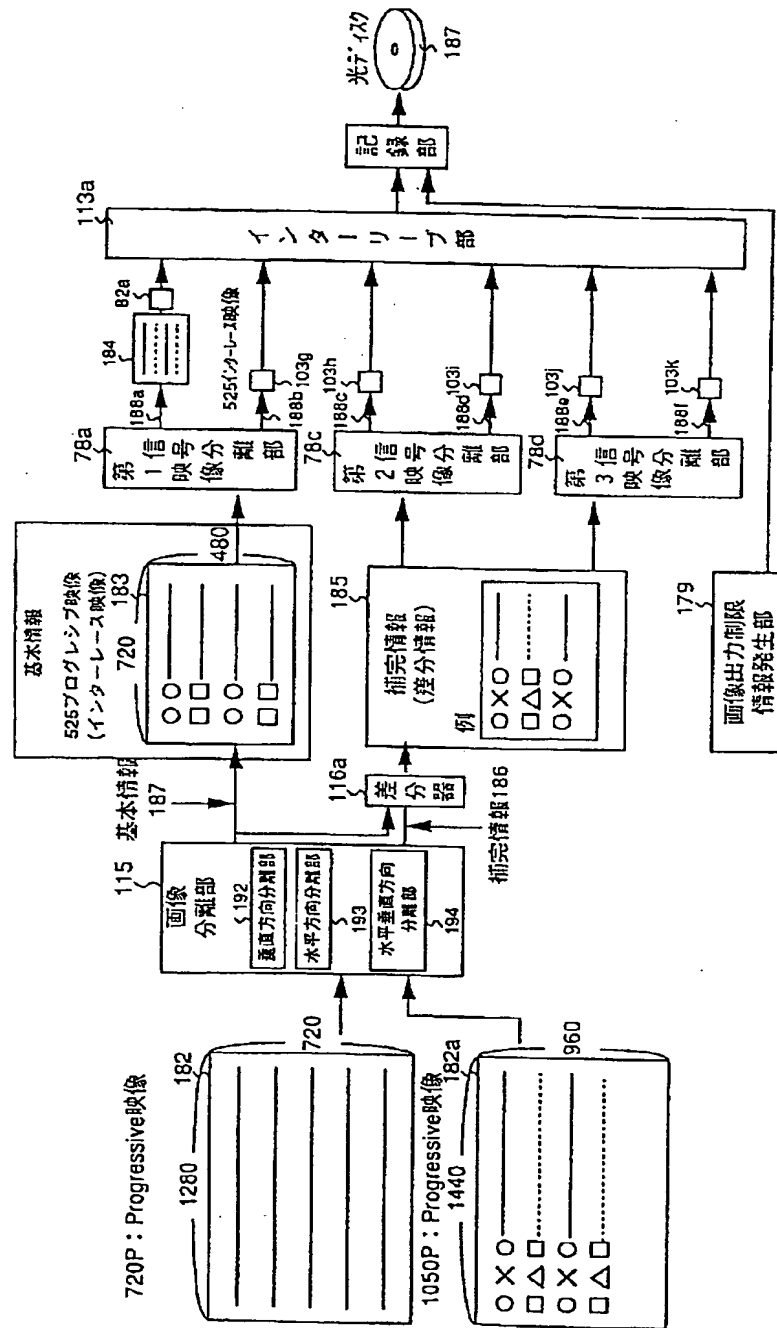 720P：Progressive映像
1280
182
720
1050P：Progressive映像
1440
182a
960
○×○
□△□
○×○
□△□
115
画像
分離部
192
垂直方向分離部
水平方向分離部
193
水平垂直方向
分離部
194
基本情報
187
補完情報186
116a
差分器
基本情報
525プログレシブ映像
(インターレース映像)
720
183
480
○○
□□
○○
□□
185
補完情報
(差分情報)
例
○×○
□△□
○×○
179
画像出力制限
情報発生部
78a
第1映像信号分離部
188a
184
82a
525インターレース映像
188b
103g
78c
第2映像信号分離部
188c
103h
188d
103i
78d
第3映像信号分離部
188e
103j
188f
103k
113a
インターリーブ部
記録部
光ディスク
187